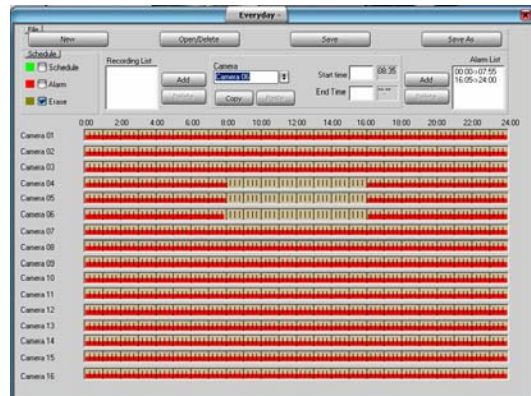 Everyday
File
New Open/Delete Save Save As
Schedule
Schedule
Alarm
Erase
Recording List
Add
Delete
Camera
Camera 06
Copy Paste
Start time 08:35
End Time --:--
Add
Delete
Alarm List
00:00->07:55
16:05->24:00
0:00 2:00 4:00 6:00 8:00 10:00 12:00 14:00 16:00 18:00 20:00 22:00 24:00
Camera 01
Camera 02
Camera 03
Camera 04
Camera 05
Camera 06
Camera 07
Camera 08
Camera 09
Camera 10
Camera 11
Camera 12
Camera 13
Camera 14
Camera 15
Camera 16